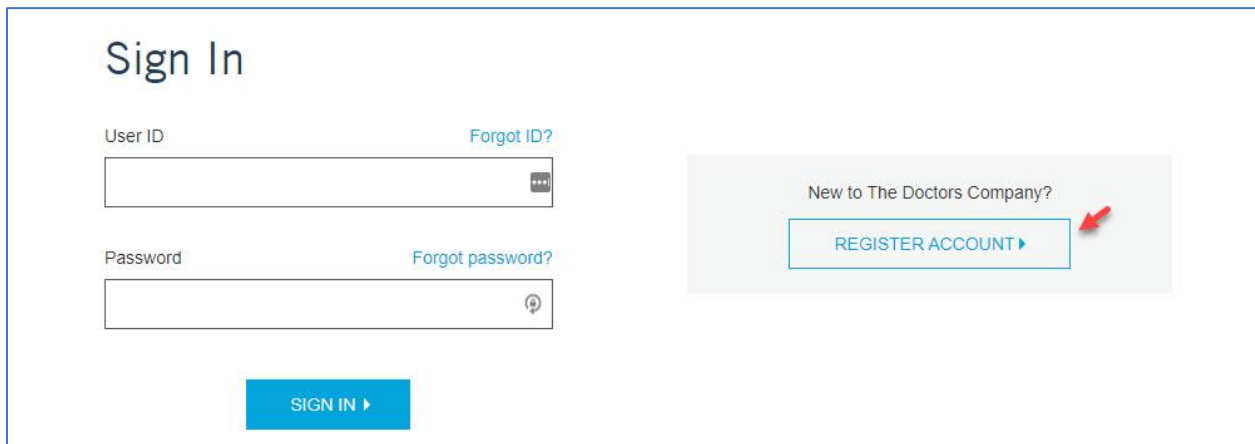 Sign In
User ID
Forgot ID?
Password
Forgot password?
SIGN IN
New to The Doctors Company?
REGISTER ACCOUNT